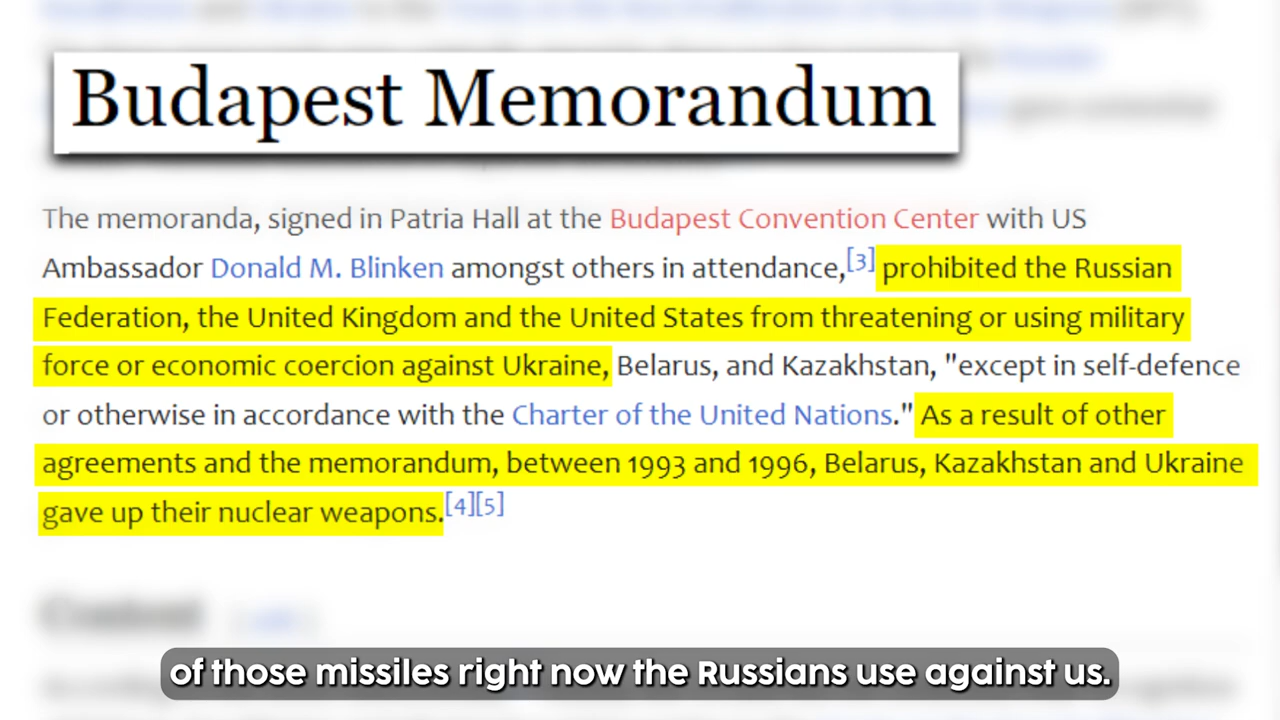 Budapest Memorandum
The memoranda, signed in Patria Hall at the Budapest Convention Center with US
Ambassador Donald M. Blinken amongst others in attendance,[3] prohibited the Russian
Federation, the United Kingdom and the United States from threatening or using military
force or economic coercion against Ukraine, Belarus, and Kazakhstan, "except in self-defence
or otherwise in accordance with the Charter of the United Nations." As a result of other
agreements and the memorandum, between 1993 and 1996, Belarus, Kazakhstan and Ukraine
gave up their nuclear weapons.[4][5]
of those missiles right now the Russians use against us.